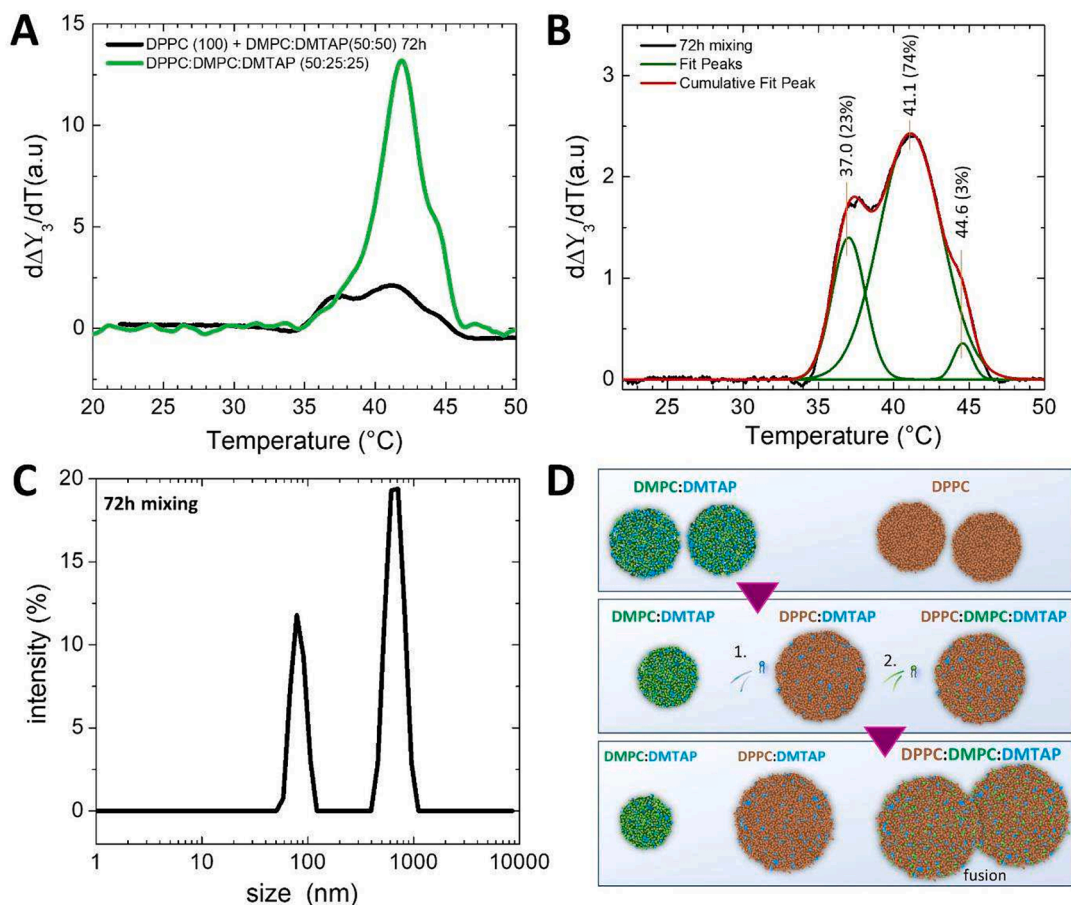 A
15
10
5
0
dΔY₃/dT(a.u)
DPPC (100) + DMPC:DMTAP(50:50) 72h
DPPC:DMPC:DMTAP (50:25:25)
20 25 30 35 40 45 50
Temperature (°C)
B
3
2
1
0
dΔY₃/dT(a.u)
72h mixing
Fit Peaks
Cumulative Fit Peak
37.0 (23%)
41.1 (74%)
44.6 (3%)
25 30 35 40 45 50
Temperature (°C)
C
20
15
10
5
0
intensity (%)
72h mixing
1 10 100 1000 10000
size (nm)
D
DMPC:DMTAP DPPC
DMPC:DMTAP DPPC:DMTAP DPPC:DMPC:DMTAP
1. 2.
DMPC:DMTAP DPPC:DMTAP DPPC:DMPC:DMTAP
fusion